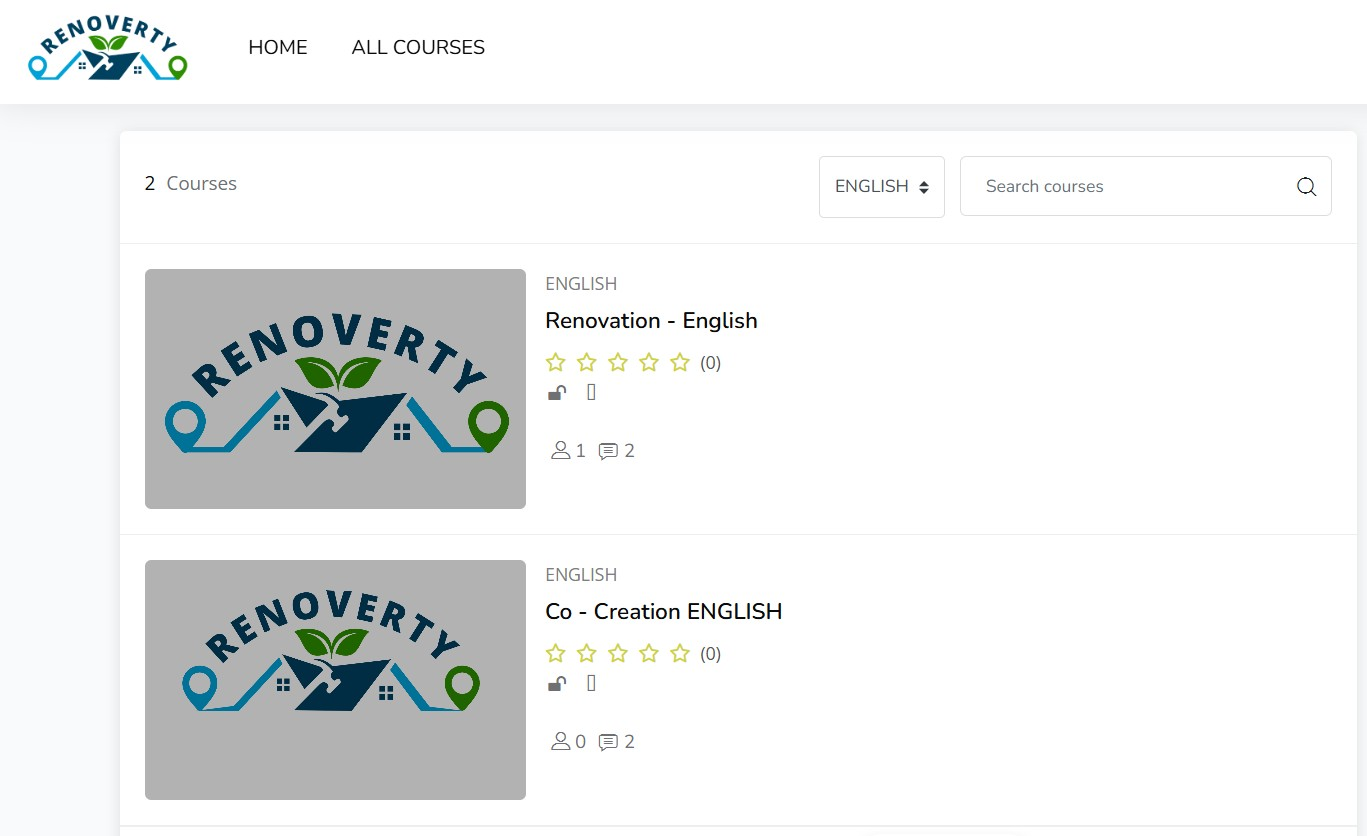 RENOVERTY
HOME
ALL COURSES
2 Courses
ENGLISH
Search courses
RENOVERTY
ENGLISH
Renovation - English
(0)
1 2
RENOVERTY
ENGLISH
Co - Creation ENGLISH
(0)
0 2